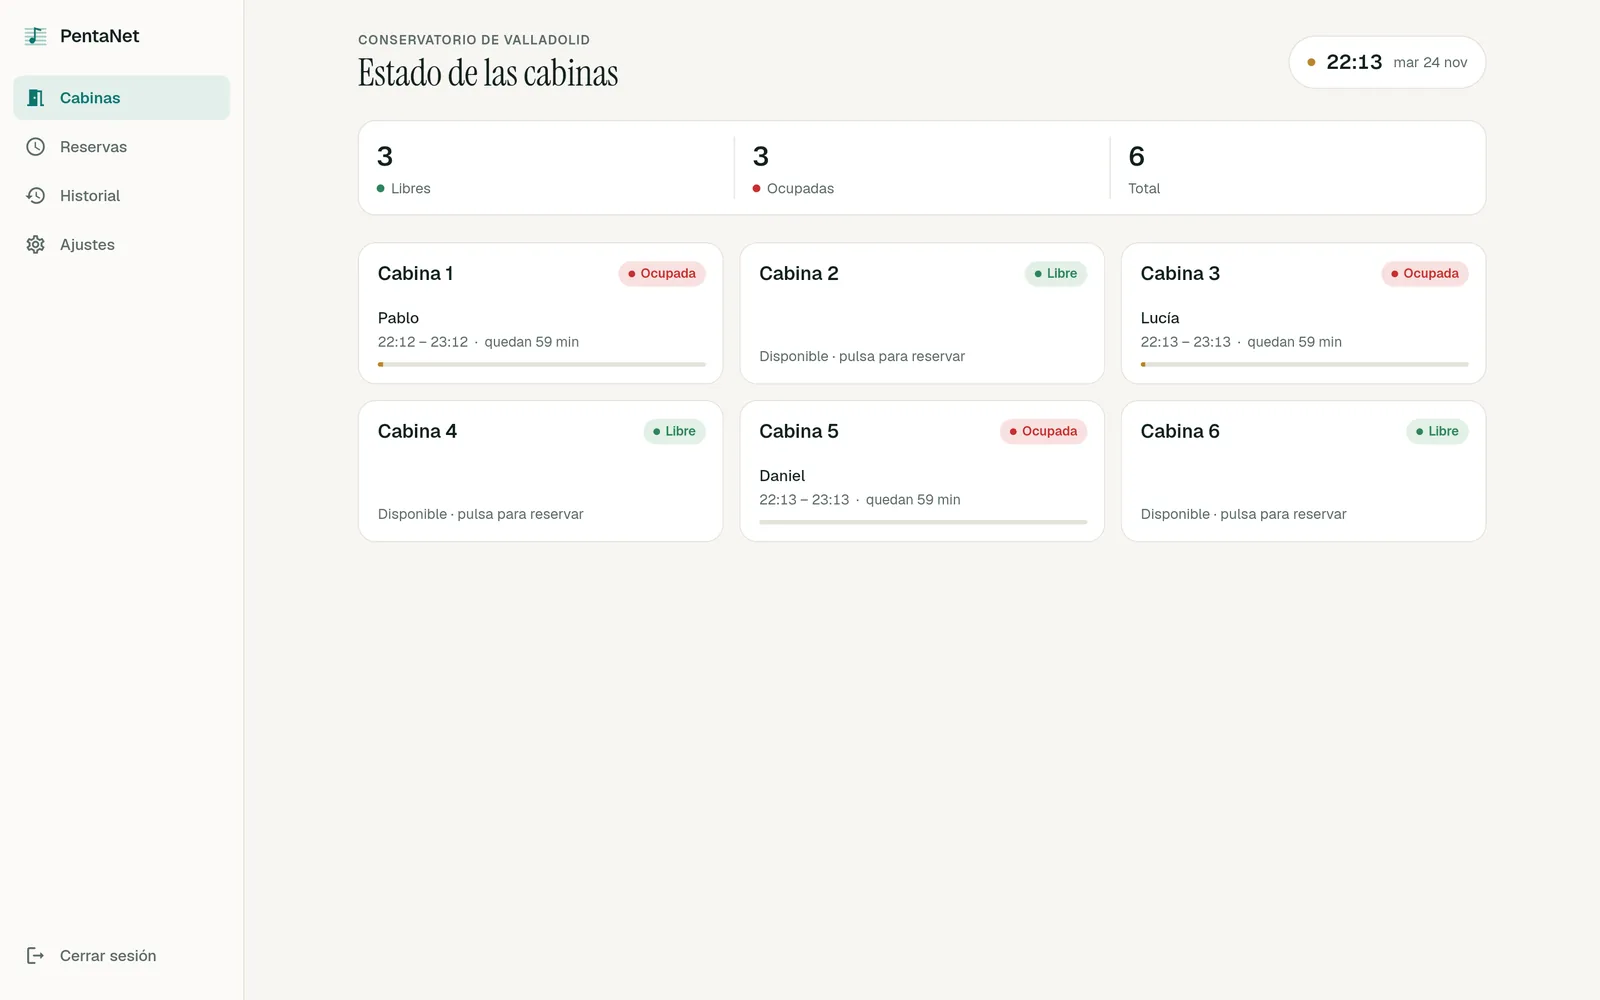 PentaNet
Cabinas
Reservas
Historial
Ajustes
Cerrar sesión
CONSERVATORIO DE VALLADOLID
Estado de las cabinas
22:13 mar 24 nov
3
Libres
3
Ocupadas
6
Total
Cabina 1
Ocupada
Pablo
22:12 – 23:12 · quedan 59 min
Cabina 2
Libre
Disponible · pulsa para reservar
Cabina 3
Ocupada
Lucía
22:13 – 23:13 · quedan 59 min
Cabina 4
Libre
Disponible · pulsa para reservar
Cabina 5
Ocupada
Daniel
22:13 – 23:13 · quedan 59 min
Cabina 6
Libre
Disponible · pulsa para reservar